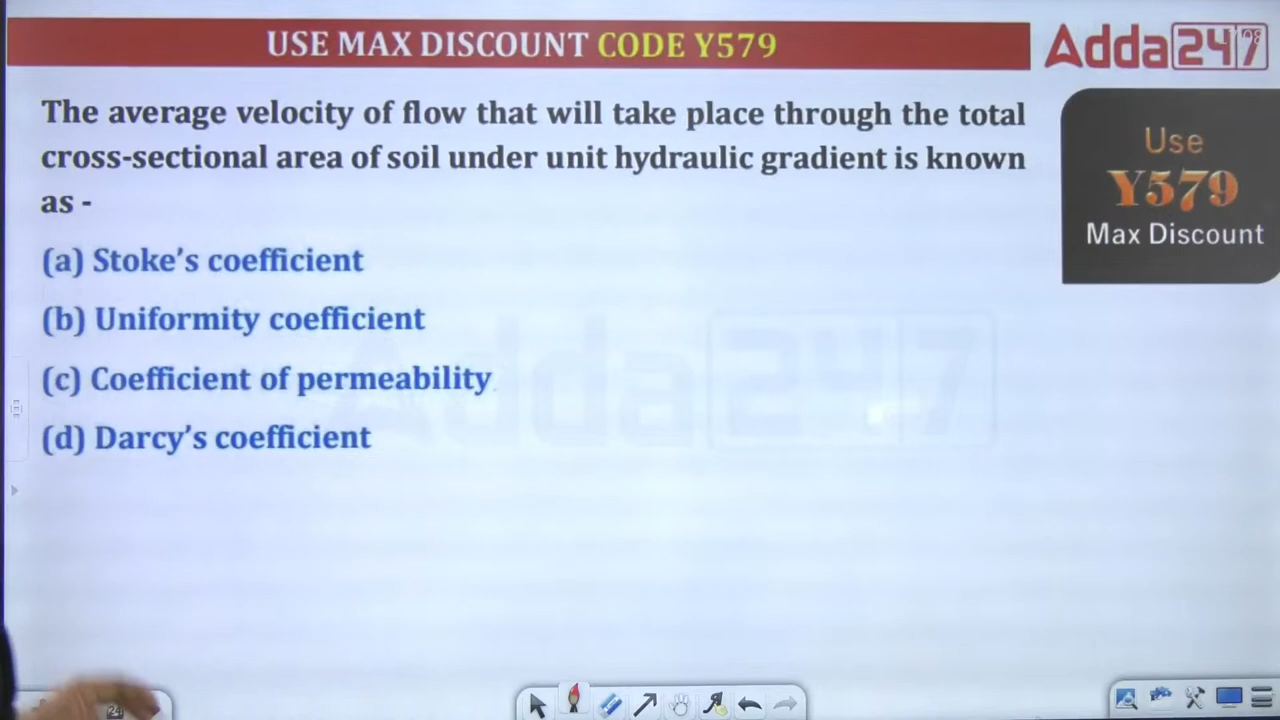 USE MAX DISCOUNT CODE Y579
Adda247
The average velocity of flow that will take place through the total
cross-sectional area of soil under unit hydraulic gradient is known
as -
(a) Stoke's coefficient
(b) Uniformity coefficient
(c) Coefficient of permeability
(d) Darcy's coefficient
Use
Y579
Max Discount
Adda247
24